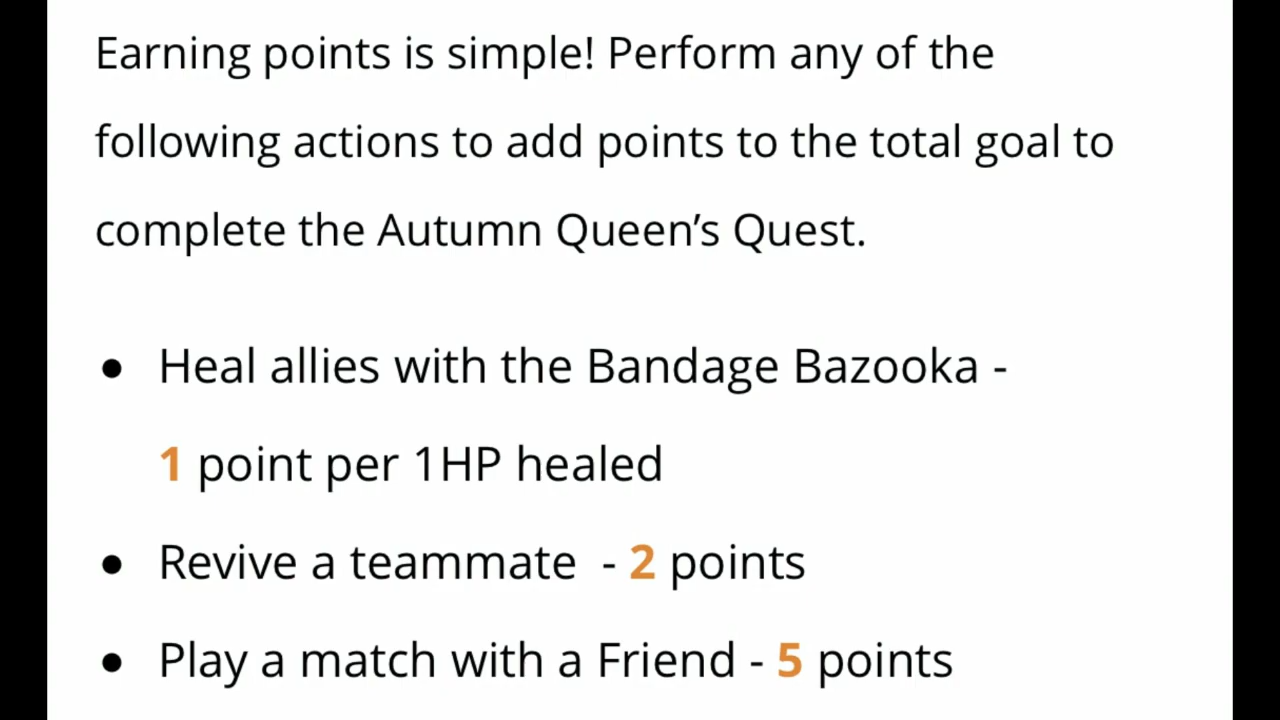 Earning points is simple! Perform any of the
following actions to add points to the total goal to
complete the Autumn Queen’s Quest.
● Heal allies with the Bandage Bazooka -
1 point per 1HP healed
● Revive a teammate  - 2 points
● Play a match with a Friend - 5 points